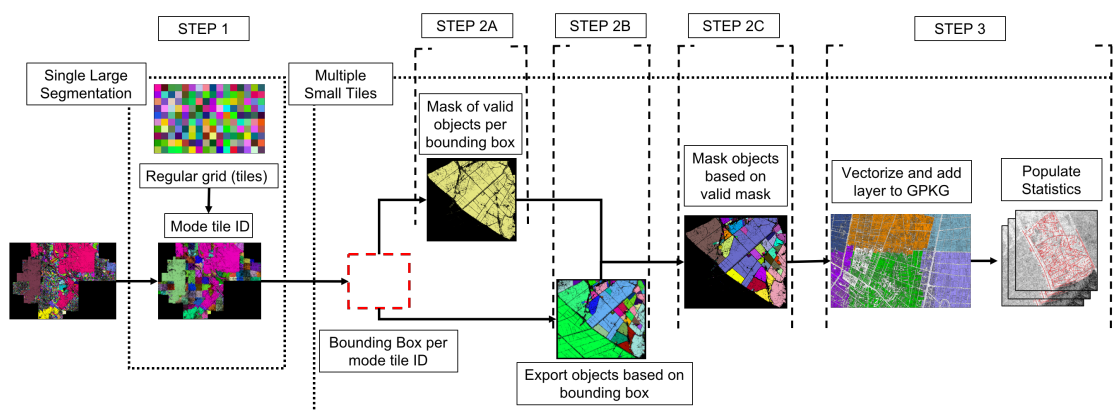 STEP 1
STEP 2A
STEP 2B
STEP 2C
STEP 3
Single Large
Segmentation
Multiple
Small Tiles
Regular grid (tiles)
Mode tile ID
Bounding Box per
mode tile ID
Mask of valid
objects per
bounding box
Export objects based on
bounding box
Mask objects
based on
valid mask
Vectorize and add
layer to GPKG
Populate
Statistics